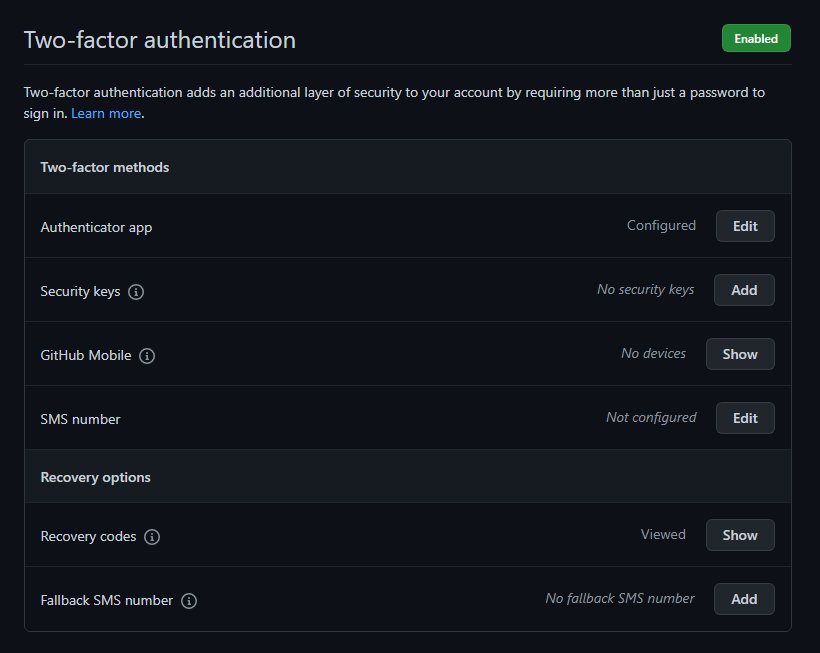 Two-factor authentication
Enabled
Two-factor authentication adds an additional layer of security to your account by requiring more than just a password to
sign in. Learn more.
Two-factor methods
Authenticator app Configured Edit
Security keys No security keys Add
GitHub Mobile No devices Show
SMS number Not configured Edit
Recovery options
Recovery codes Viewed Show
Fallback SMS number No fallback SMS number Add